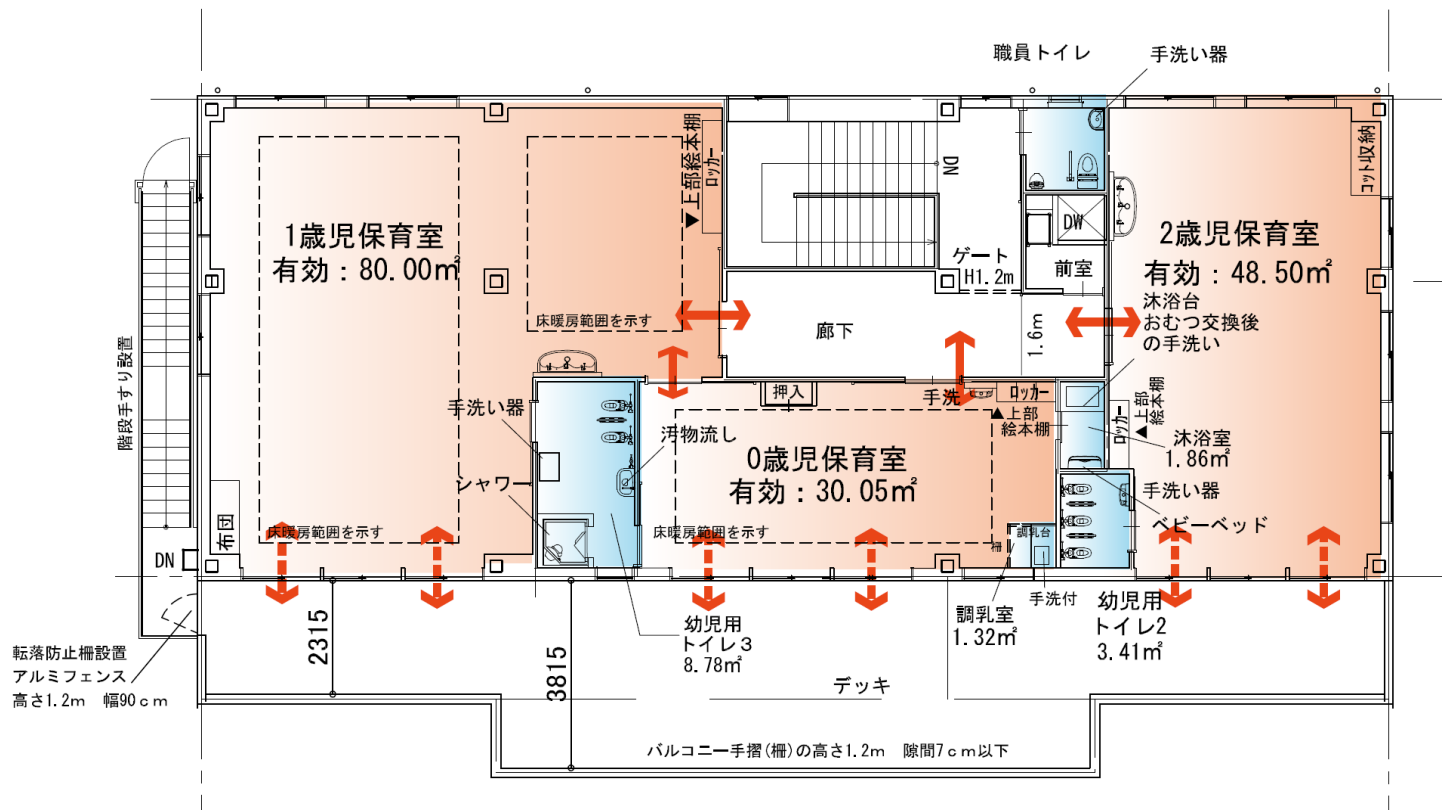 職員トイレ
手洗い器
1歳児保育室
有効：80.00㎡
▲上部絵本棚
ロッカー
床暖房範囲を示す
DN
ゲート
H1.2m
DW
前室
コット収納
2歳児保育室
有効：48.50㎡
沐浴台
おむつ交換後
の手洗い
廊下
1.6m
階段手すり設置
手洗い器
汚物流し
シャワー
押入
手洗
ロッカー
▲上部
絵本棚
0歳児保育室
有効：30.05㎡
ロッカー
▲上部
絵本棚
沐浴室
1.86㎡
手洗い器
ベビーベッド
布団
床暖房範囲を示す
床暖房範囲を示す
柵
調乳台
DN
手洗付
調乳室
1.32㎡
幼児用
トイレ2
3.41㎡
幼児用
トイレ3
8.78㎡
2315
3815
転落防止柵設置
アルミフェンス
高さ1.2m 幅90cm
デッキ
バルコニー手摺(柵)の高さ1.2m 隙間7cm以下